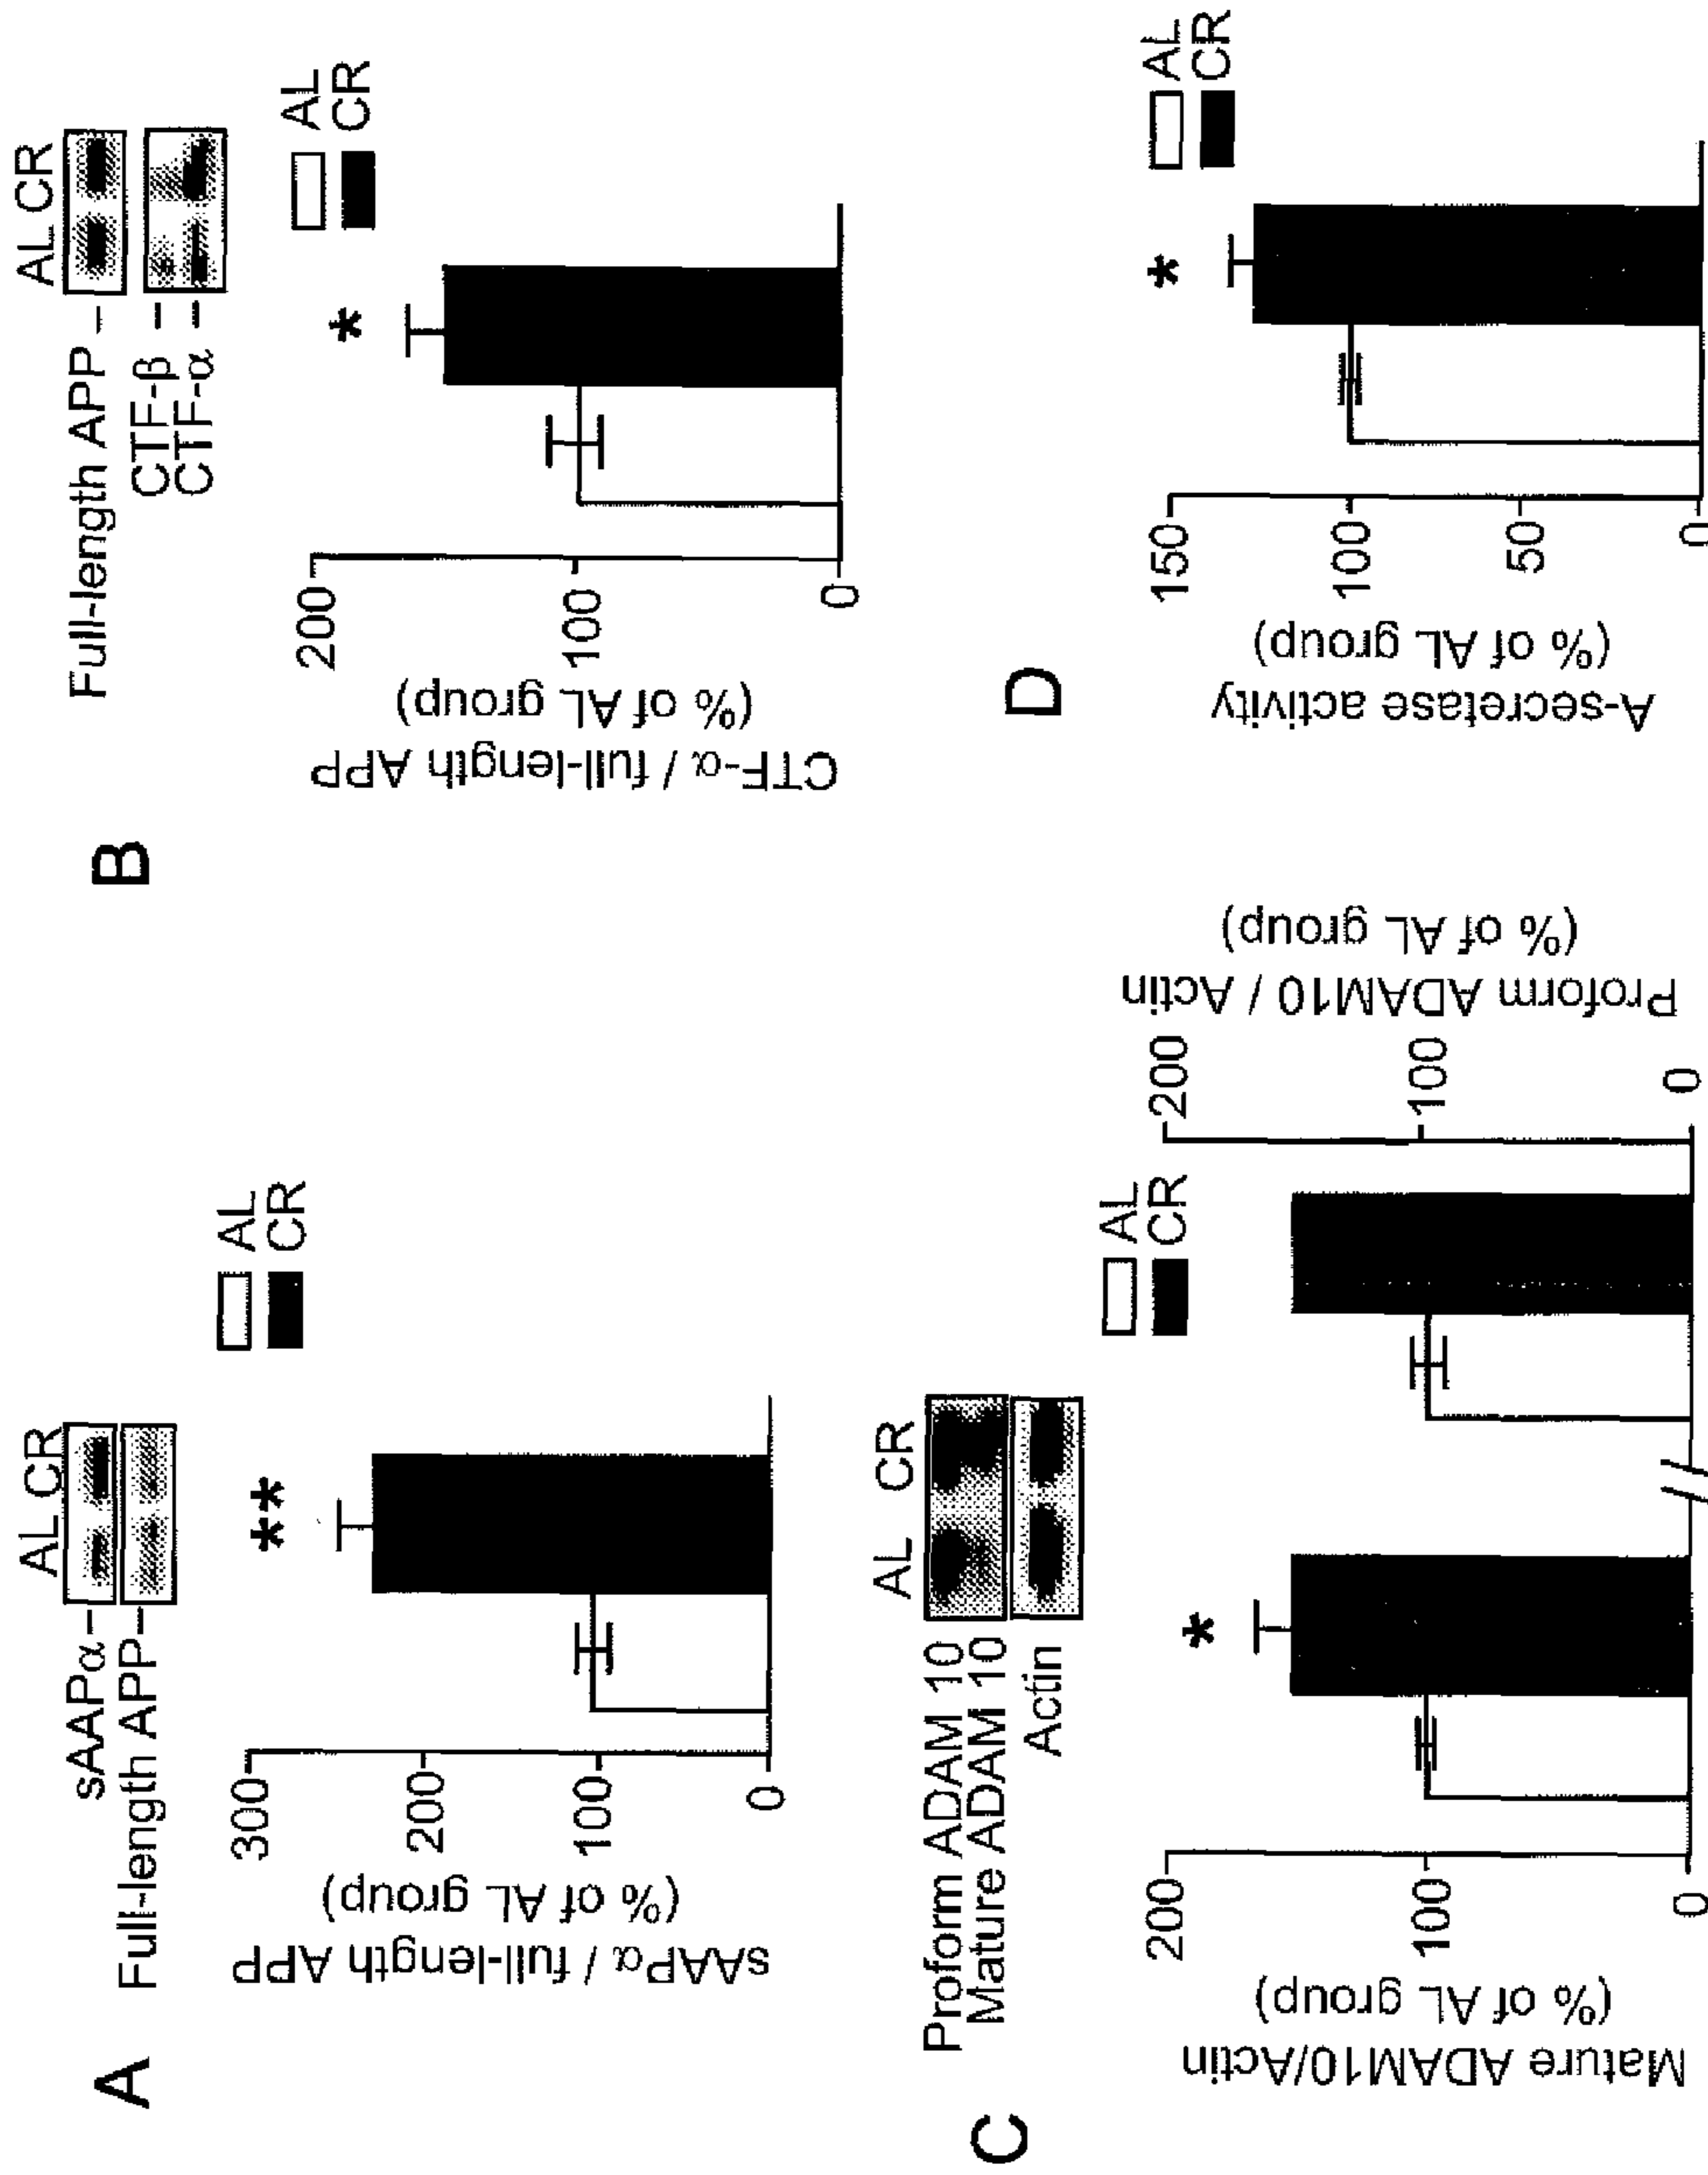 A
AL CR
sAAPα
Full-length APP
300
200
100
0
sAAPα / full-length APP
(% of AL group)
**
AL
CR
B
AL CR
Full-length APP
CTF-β
CTF-α
200
100
0
CTF-α / full-length APP
(% of AL group)
*
AL
CR
C
AL CR
Proform ADAM 10
Mature ADAM 10
Actin
200
100
0
Mature ADAM10/Actin
(% of AL group)
*
AL
CR
200
100
0
Proform ADAM10 / Actin
(% of AL group)
D
150
100
50
0
A-secretase activity
(% of AL group)
*
AL
CR